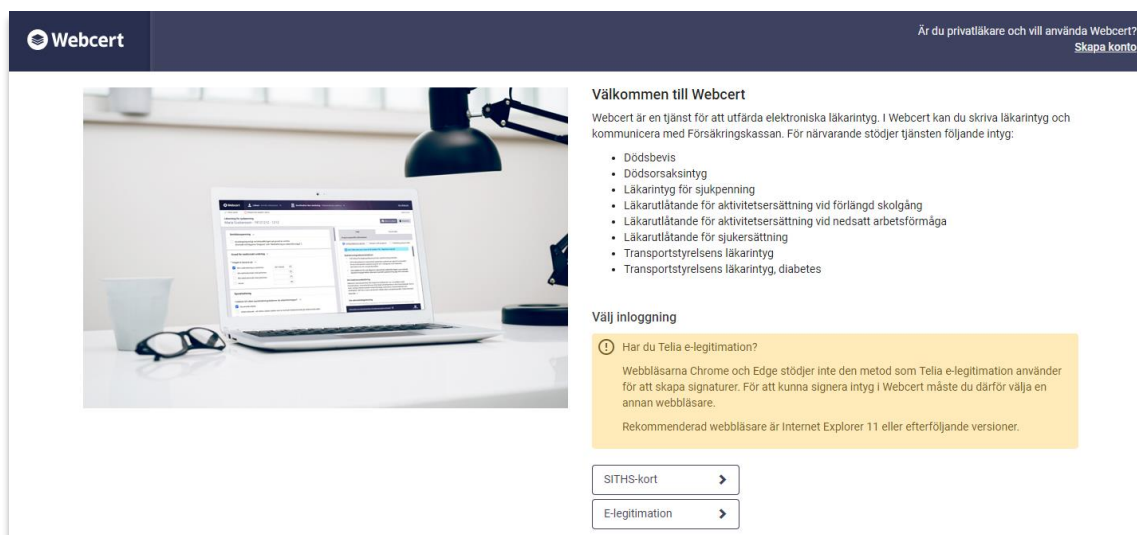 Webcert
Är du privatläkare och vill använda Webcert?
Skapa konto
Välkommen till Webcert
Webcert är en tjänst för att utfärda elektroniska läkarintyg. I Webcert kan du skriva läkarintyg och
kommunicera med Försäkringskassan. För närvarande stödjer tjänsten följande intyg:
Dödsbevis
Dödsorsaksintyg
Läkarintyg för sjukpenning
Läkarutlåtande för aktivitetsersättning vid förlängd skolgång
Läkarutlåtande för aktivitetsersättning vid nedsatt arbetsförmåga
Läkarutlåtande för sjukersättning
Transportstyrelsens läkarintyg
Transportstyrelsens läkarintyg, diabetes
Välj inloggning
Har du Telia e-legitimation?
Webbläsarna Chrome och Edge stödjer inte den metod som Telia e-legitimation använder
för att skapa signaturer. För att kunna signera intyg i Webcert måste du därför välja en
annan webbläsare.
Rekommenderad webbläsare är Internet Explorer 11 eller efterföljande versioner.
SITHS-kort
E-legitimation